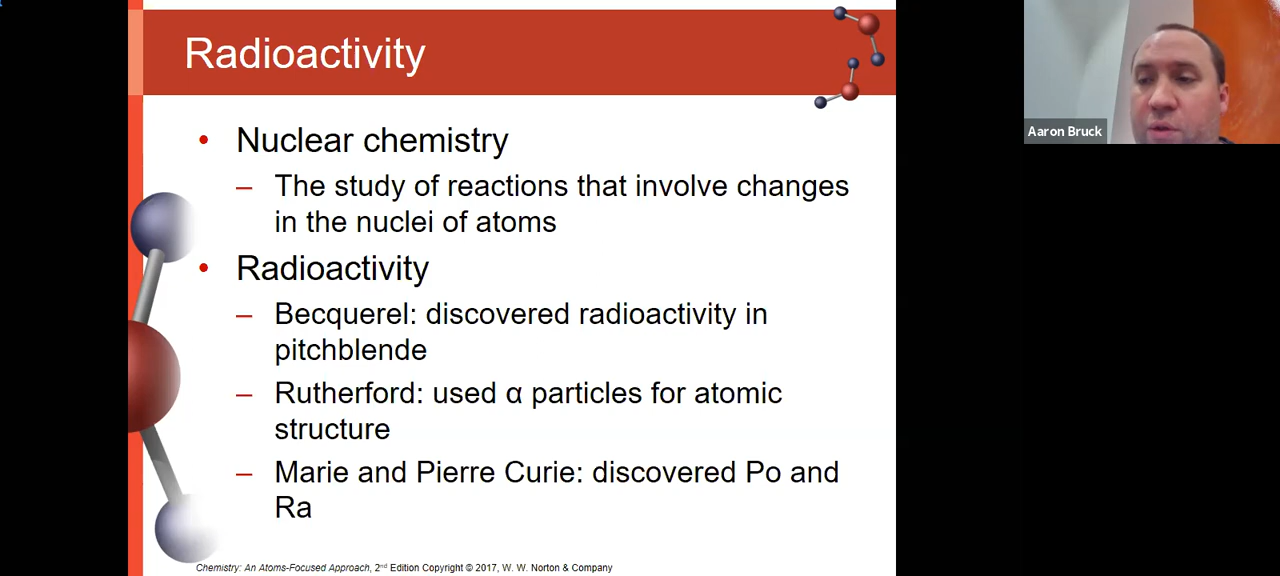 Radioactivity
• Nuclear chemistry
– The study of reactions that involve changes
in the nuclei of atoms
• Radioactivity
– Becquerel: discovered radioactivity in
pitchblende
– Rutherford: used α particles for atomic
structure
– Marie and Pierre Curie: discovered Po and
Ra
Chemistry: An Atoms-Focused Approach, 2nd Edition Copyright © 2017, W. W. Norton & Company
Aaron Bruck